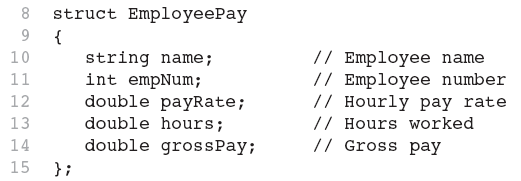 8 struct EmployeePay
9 {
10 string name; // Employee name
11 int empNum; // Employee number
12 double payRate; // Hourly pay rate
13 double hours; // Hours worked
14 double grossPay; // Gross pay
15 };